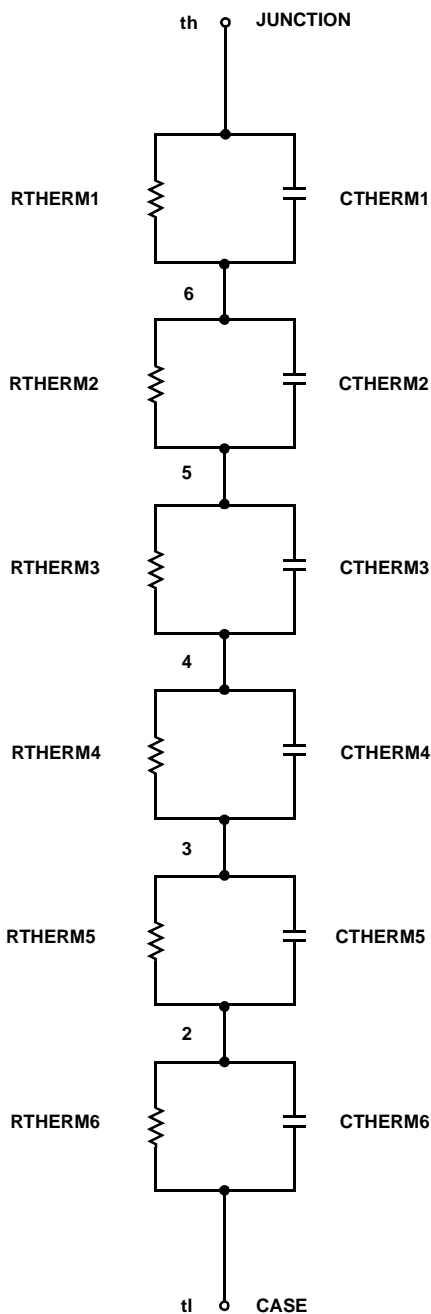 th JUNCTION
RTHERM1 CTHERM1
6
RTHERM2 CTHERM2
5
RTHERM3 CTHERM3
4
RTHERM4 CTHERM4
3
RTHERM5 CTHERM5
2
RTHERM6 CTHERM6
tl CASE